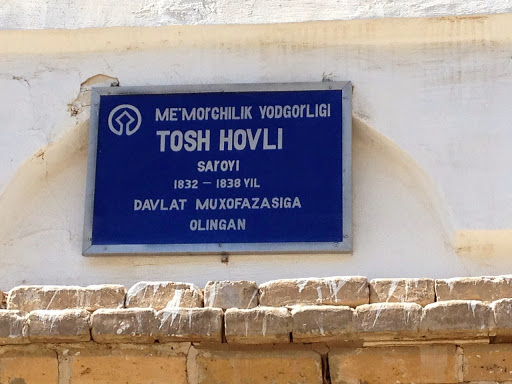 ME'MORCHILIK YODGORLIGI
TOSH HOVLI
SAROYI
1832 – 1838 YIL
DAVLAT MUXOFAZASIGA
OLINGAN